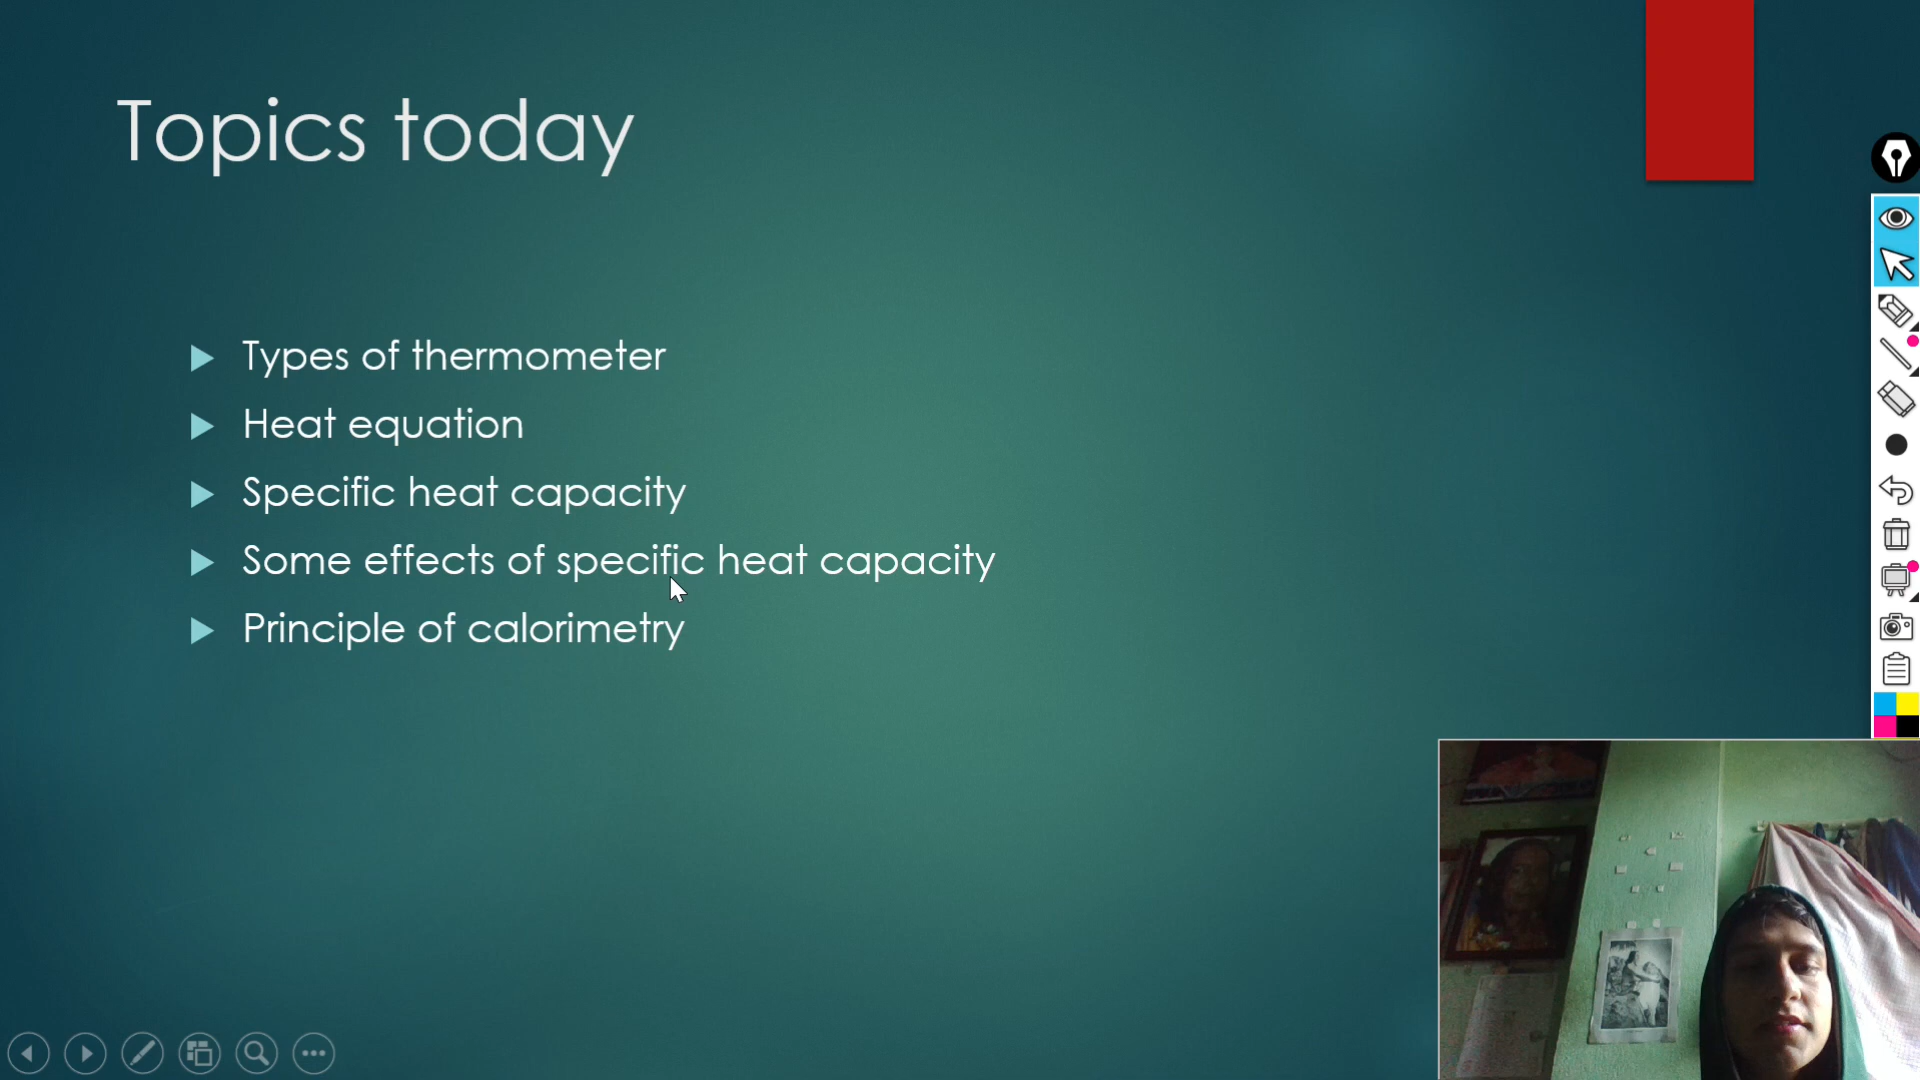 Topics today
Types of thermometer
Heat equation
Specific heat capacity
Some effects of specific heat capacity
Principle of calorimetry